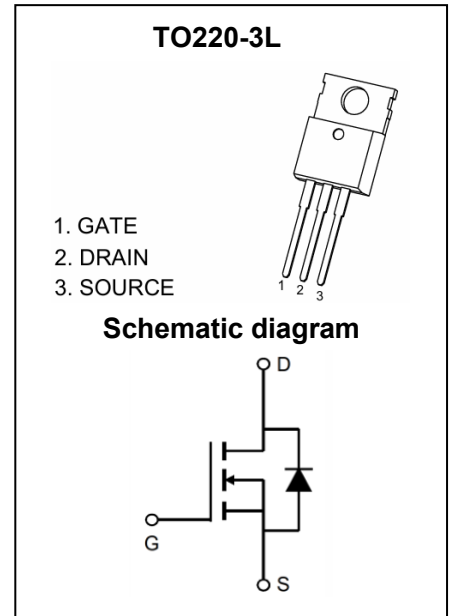 TO220-3L
1. GATE
2. DRAIN
3. SOURCE
1 2 3
Schematic diagram
D
G
S